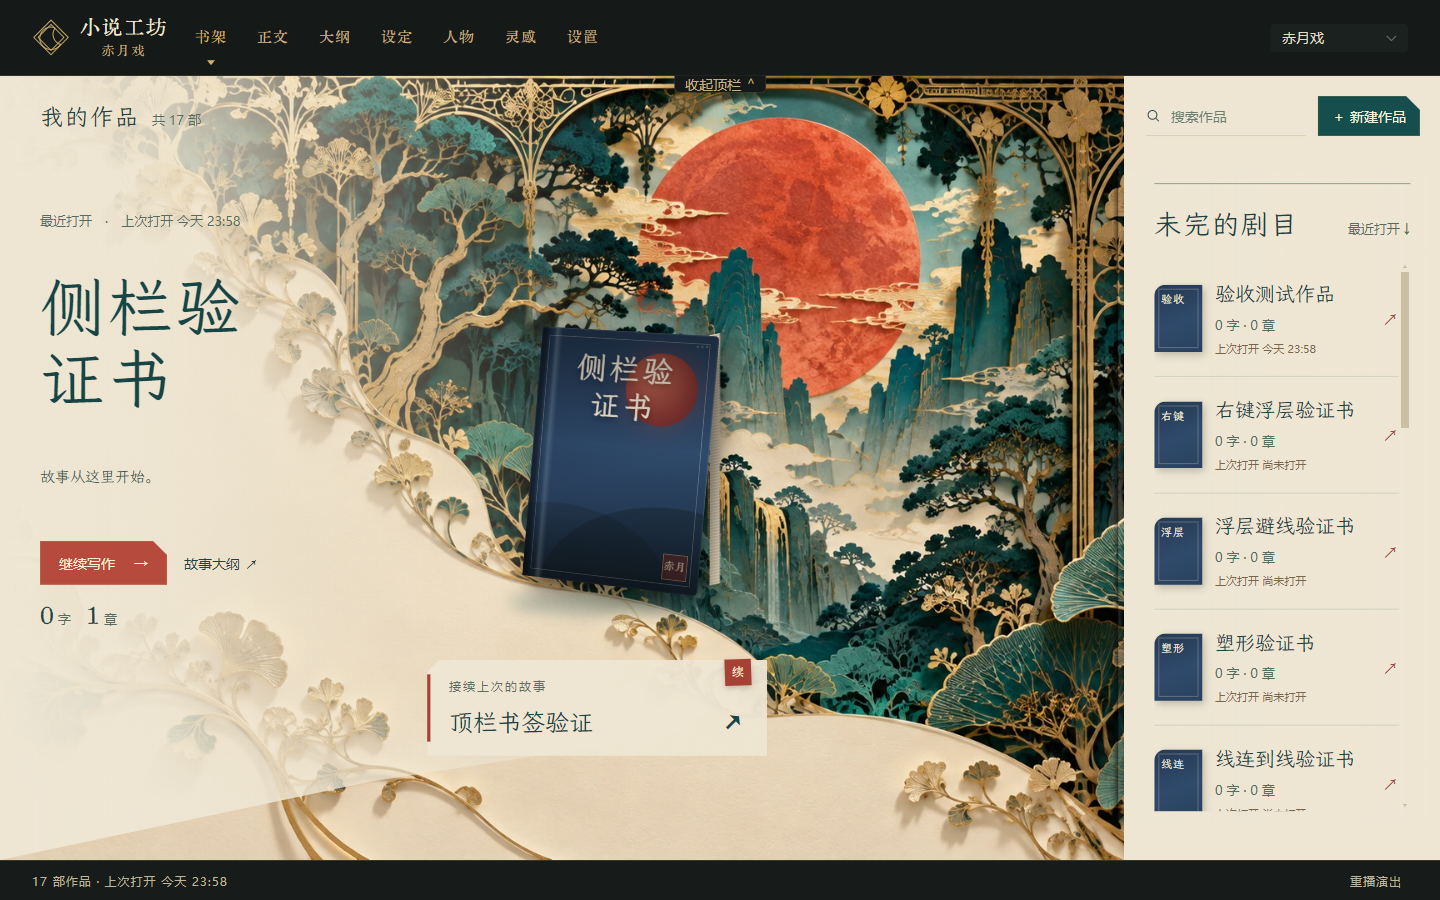 小说工坊
赤月戏
书架 正文 大纲 设定 人物 灵感 设置
赤月戏
收起顶栏 ^
我的作品 共 17 部
搜索作品
+ 新建作品
最近打开 · 上次打开 今天 23:58
侧栏验
证书
故事从这里开始。
继续写作 →
故事大纲 ↗
0 字 1 章
侧栏验
证书
赤月
续
接续上次的故事
顶栏书签验证 ↗
未完的剧目
最近打开 ↓
验收
验收测试作品
0 字 · 0 章
上次打开 今天 23:58
右键
右键浮层验证书
0 字 · 0 章
上次打开 尚未打开
浮层
浮层避线验证书
0 字 · 0 章
上次打开 尚未打开
塑形
塑形验证书
0 字 · 0 章
上次打开 尚未打开
线连
线连到线验证书
0 字 · 0 章
17 部作品 · 上次打开 今天 23:58
重播演出